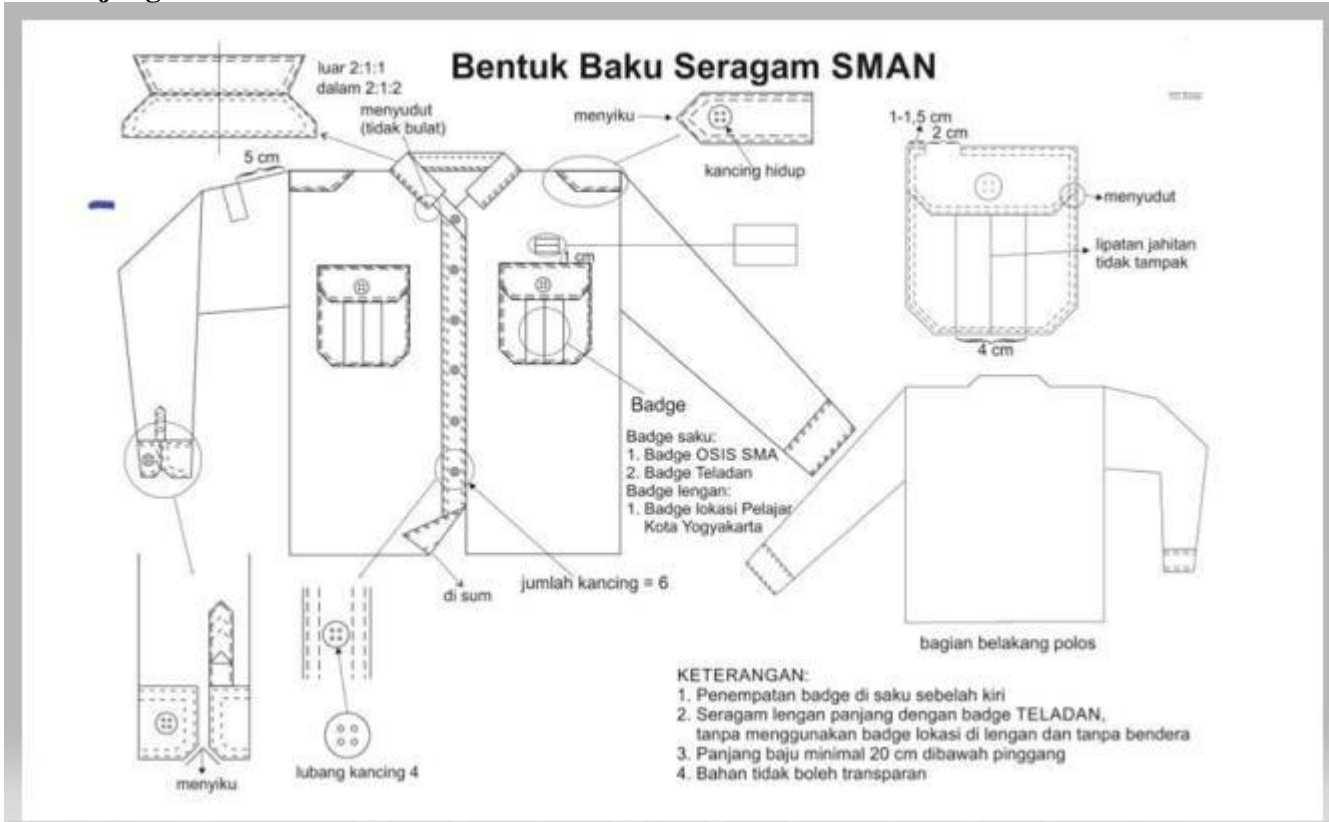 Bentuk Baku Seragam SMAN
luar 2:1:1
dalam 2:1:2
menyudut
(tidak bulat)
5 cm
menyiku
kancing hidup
1-1,5 cm
2 cm
menyudut
lipatan jahitan
tidak tampak
4 cm
1 cm
Badge
Badge saku:
1. Badge OSIS SMA
2. Badge Teladan
Badge lengan:
1. Badge lokasi Pelajar
Kota Yogyakarta
di sum
jumlah kancing = 6
bagian belakang polos
menyiku
lubang kancing 4
KETERANGAN:
1. Penempatan badge di saku sebelah kiri
2. Seragam lengan panjang dengan badge TELADAN,
tanpa menggunakan badge lokasi di lengan dan tanpa bendera
3. Panjang baju minimal 20 cm dibawah pinggang
4. Bahan tidak boleh transparan